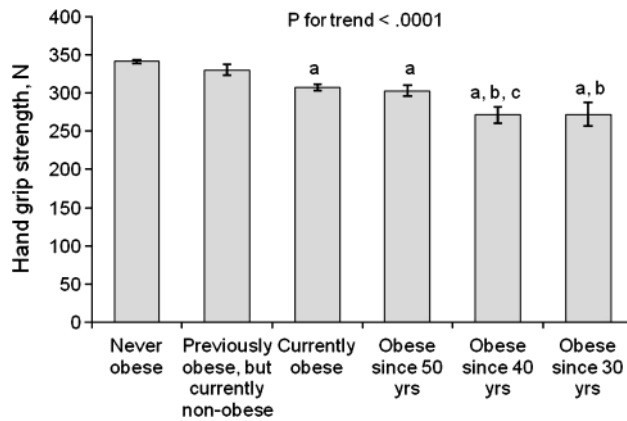 P for trend < .0001
Hand grip strength, N
400
350
300
250
200
150
100
50
0
a
a
a, b, c
a, b
Never
obese
Previously
obese, but
currently
non-obese
Currently
obese
Obese
since 50
yrs
Obese
since 40
yrs
Obese
since 30
yrs